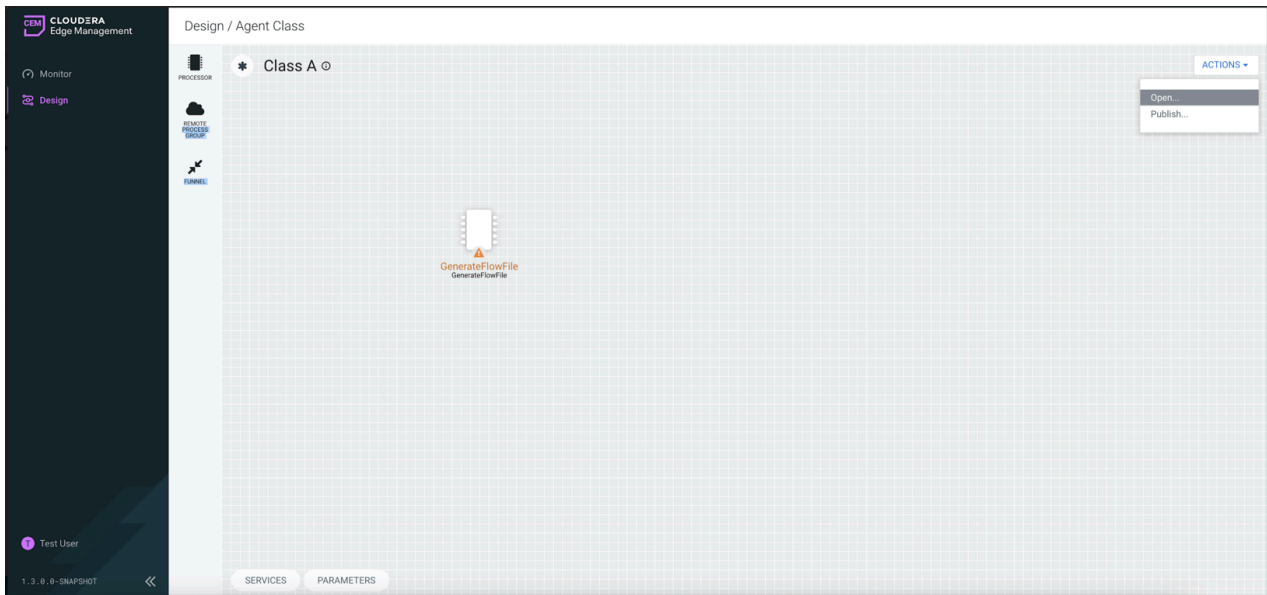 CEM
CLOUDERA
Edge Management
Design / Agent Class
Monitor
Design
PROCESSOR
REMOTE
PROCESS
GROUP
FUNNEL
Class A
ACTIONS
Open...
Publish...
GenerateFlowFile
GenerateFlowFile
T Test User
1.3.0.0-SNAPSHOT
SERVICES
PARAMETERS